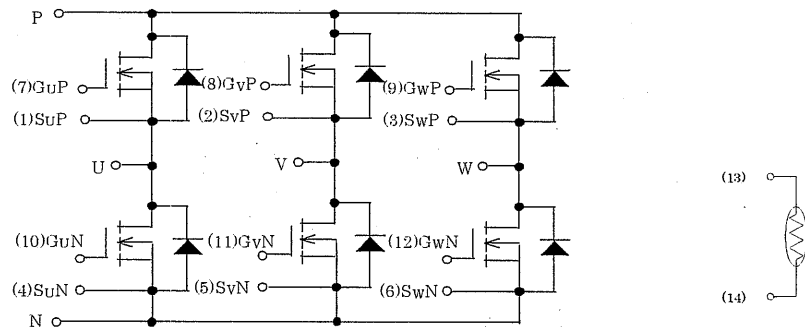 P
(7)GUP
(8)GVP
(9)GWP
(1)SUP
(2)SVP
(3)SWP
U
V
W
(13)
(10)GUN
(11)GVN
(12)GWN
(4)SUN
(5)SVN
(6)SWN
(14)
N